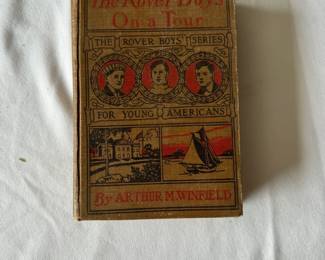 The Rover Boys
On a Tour
THE ROVER BOYS SERIES
FOR YOUNG AMERICANS
By ARTHUR M. WINFIELD